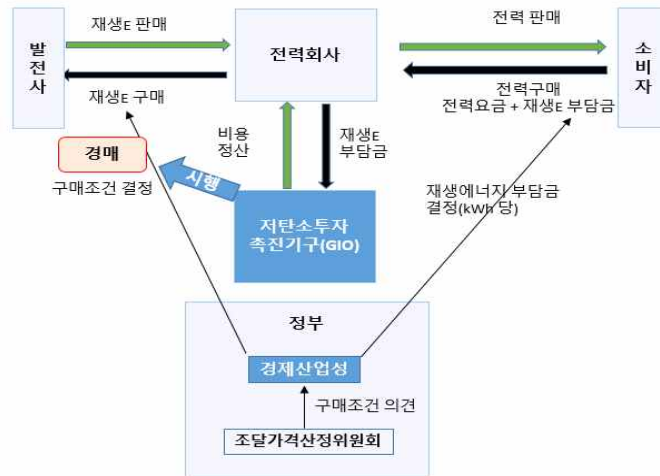 재생E 판매
전력 판매
발
전
사
전력회사
소
비
자
재생E 구매
전력구매
전력요금 + 재생E 부담금
경매
구매조건 결정
시행
비용
정산
재생E
부담금
저탄소투자
촉진기구(GIO)
재생에너지 부담금
결정(kWh 당)
정부
경제산업성
구매조건 의견
조달가격산정위원회